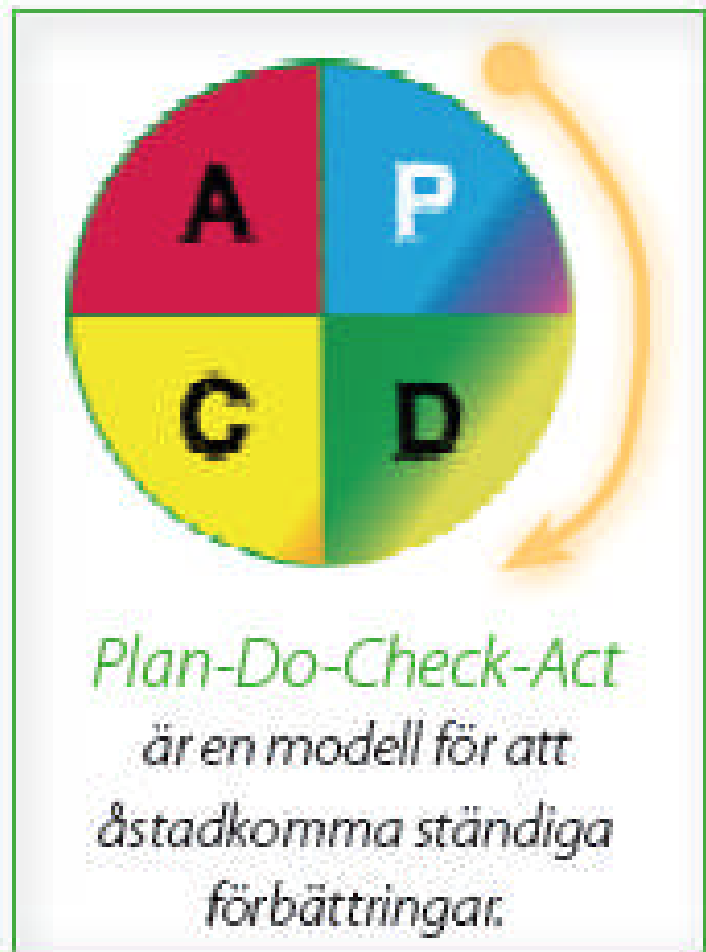 A P
C D
Plan-Do-Check-Act
är en modell för att
åstadkomma ständiga
förbättringar.